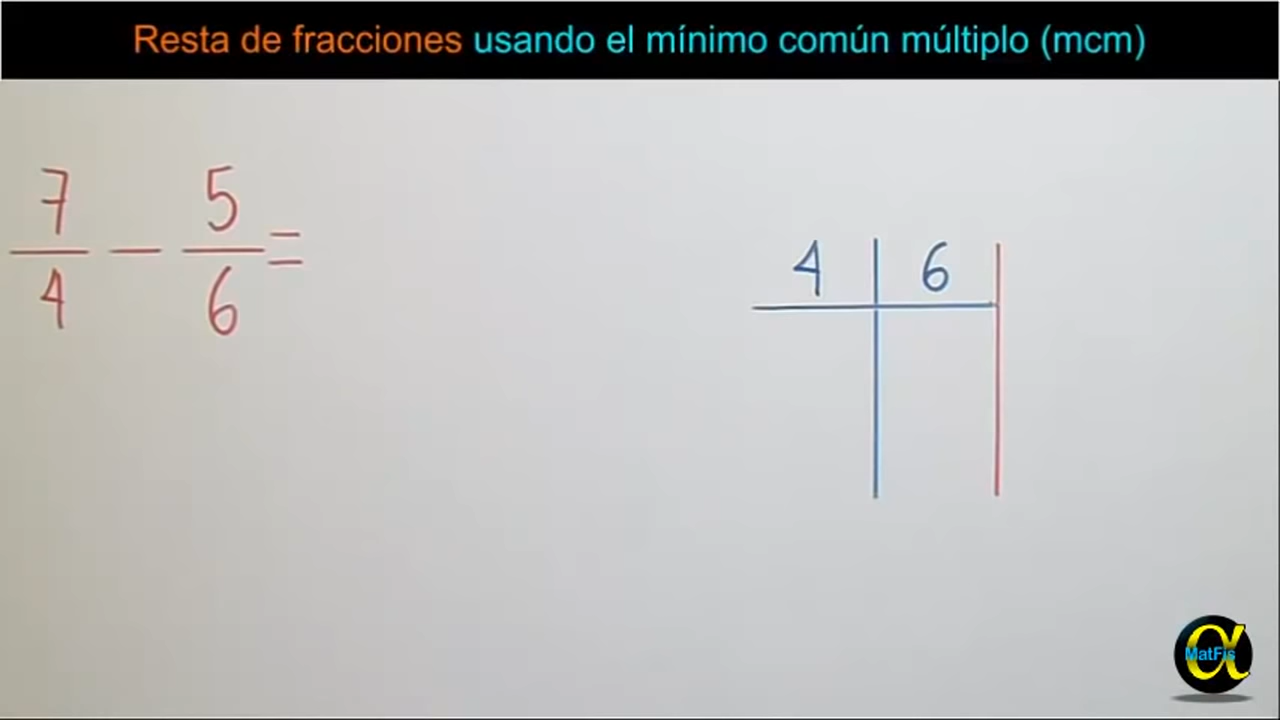 Resta de fracciones usando el mínimo común múltiplo (mcm)
7/4 − 5/6 =
4 6
MatFis
α